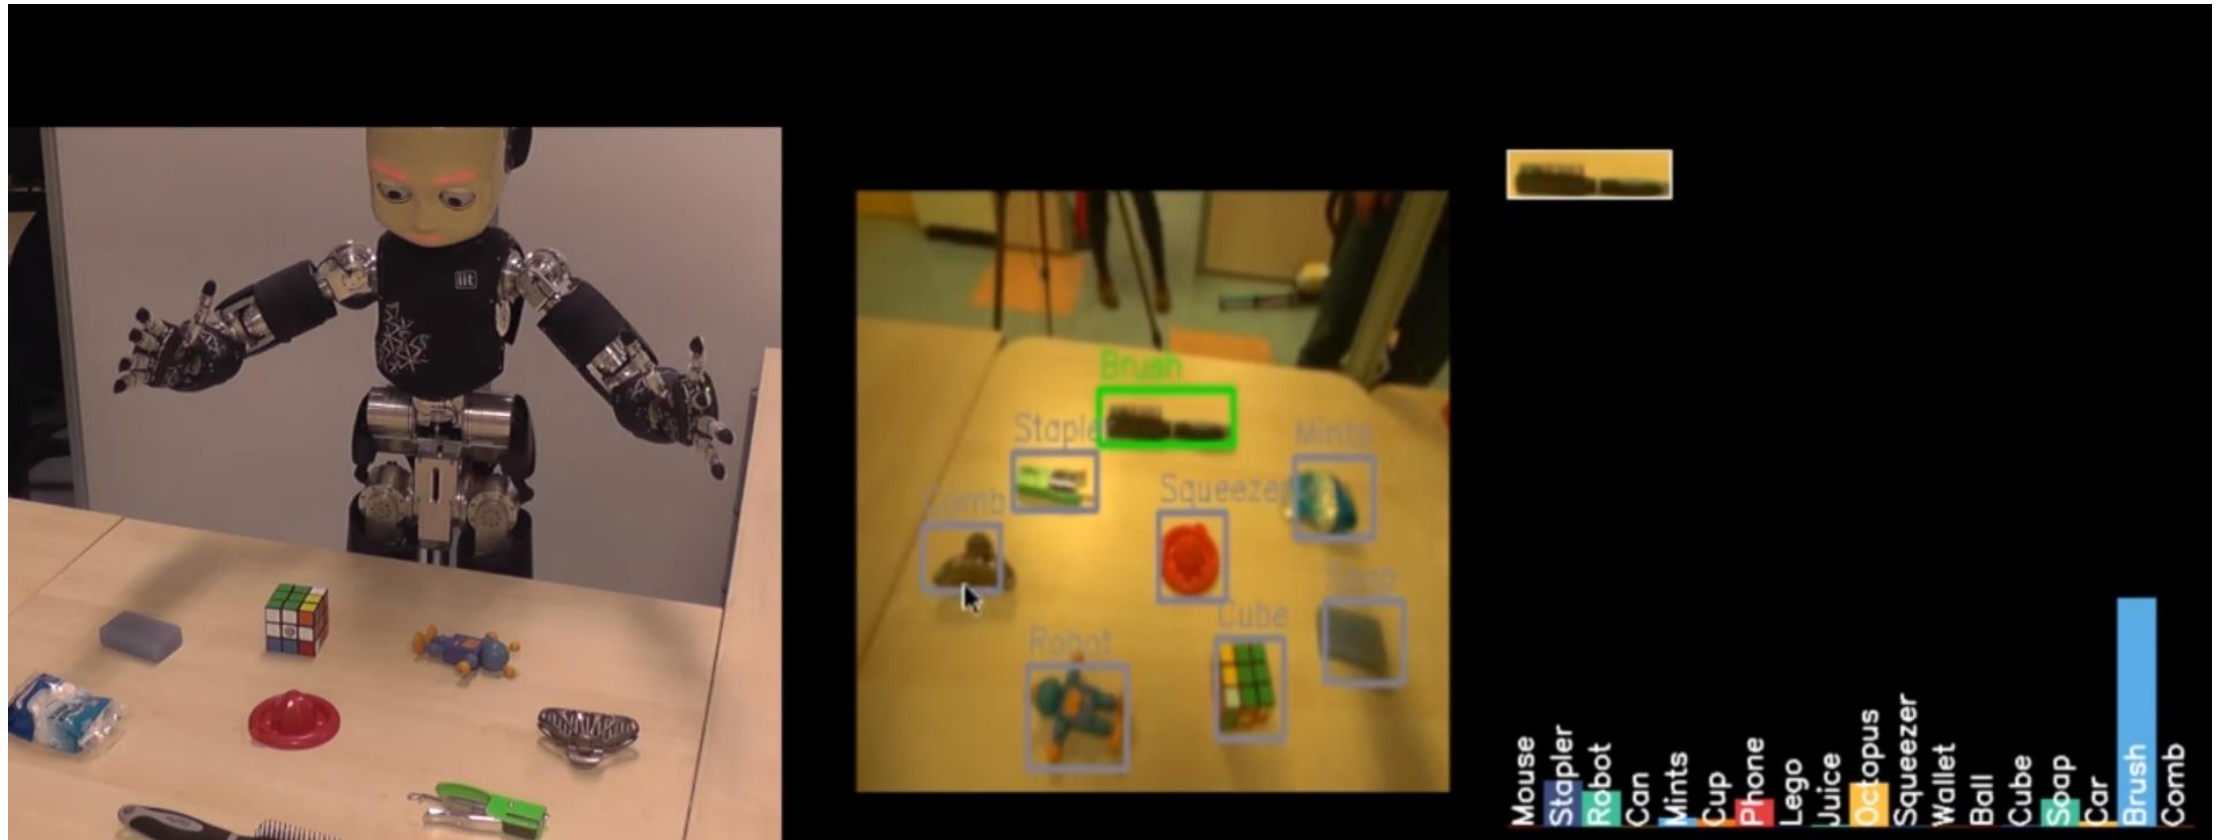 iit
Brush
Stapler
Mints
Comb
Squeezer
Soap
Cube
Robot
Mouse
Stapler
Robot
Can
Mints
Cup
Phone
Lego
Juice
Octopus
Squeezer
Wallet
Ball
Cube
Soap
Car
Brush
Comb